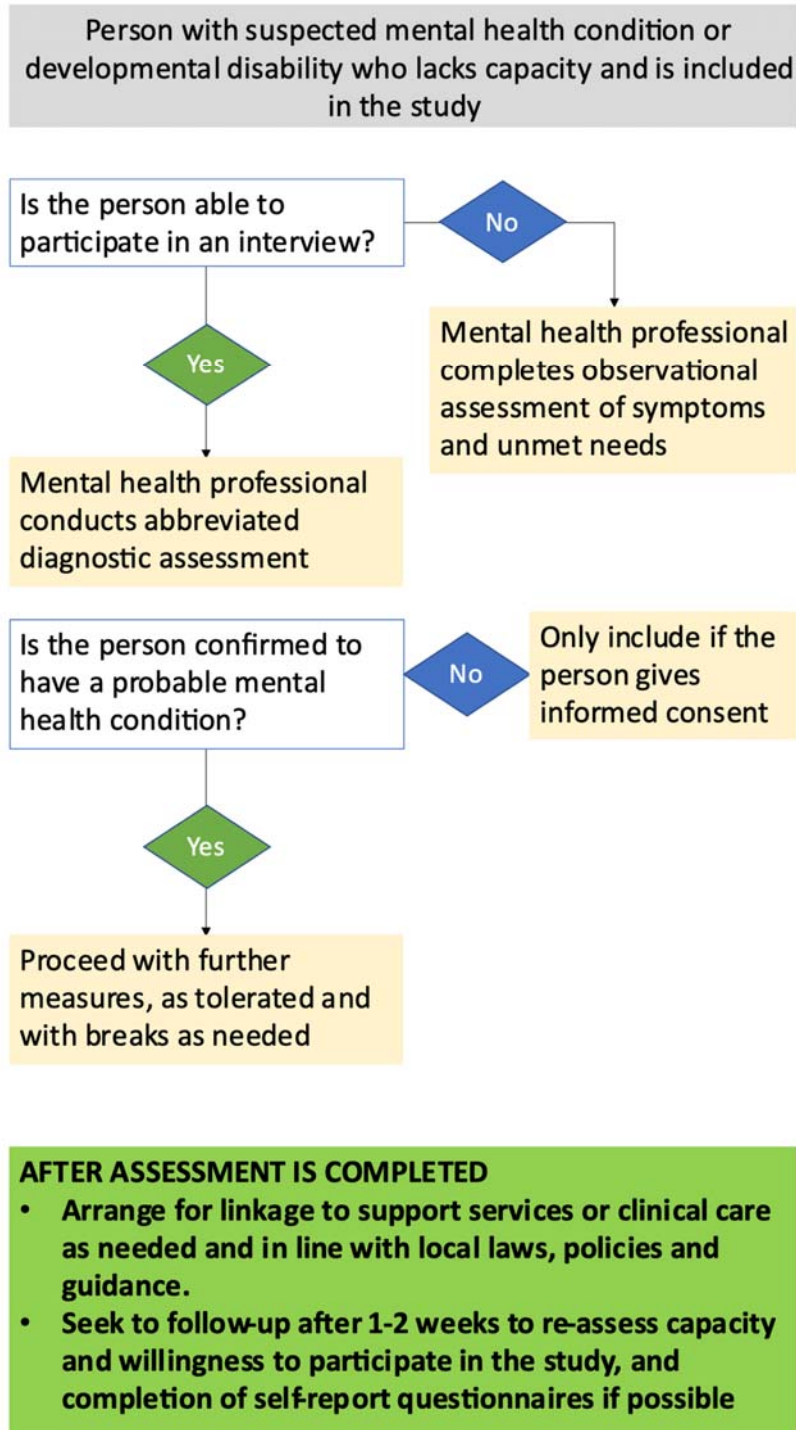 Person with suspected mental health condition or
developmental disability who lacks capacity and is included
in the study
Is the person able to
participate in an interview?
No
Yes
Mental health professional
completes observational
assessment of symptoms
and unmet needs
Mental health professional
conducts abbreviated
diagnostic assessment
Is the person confirmed to
have a probable mental
health condition?
No
Only include if the
person gives
informed consent
Yes
Proceed with further
measures, as tolerated and
with breaks as needed
AFTER ASSESSMENT IS COMPLETED
• Arrange for linkage to support services or clinical care
as needed and in line with local laws, policies and
guidance.
• Seek to follow-up after 1-2 weeks to re-assess capacity
and willingness to participate in the study, and
completion of self-report questionnaires if possible